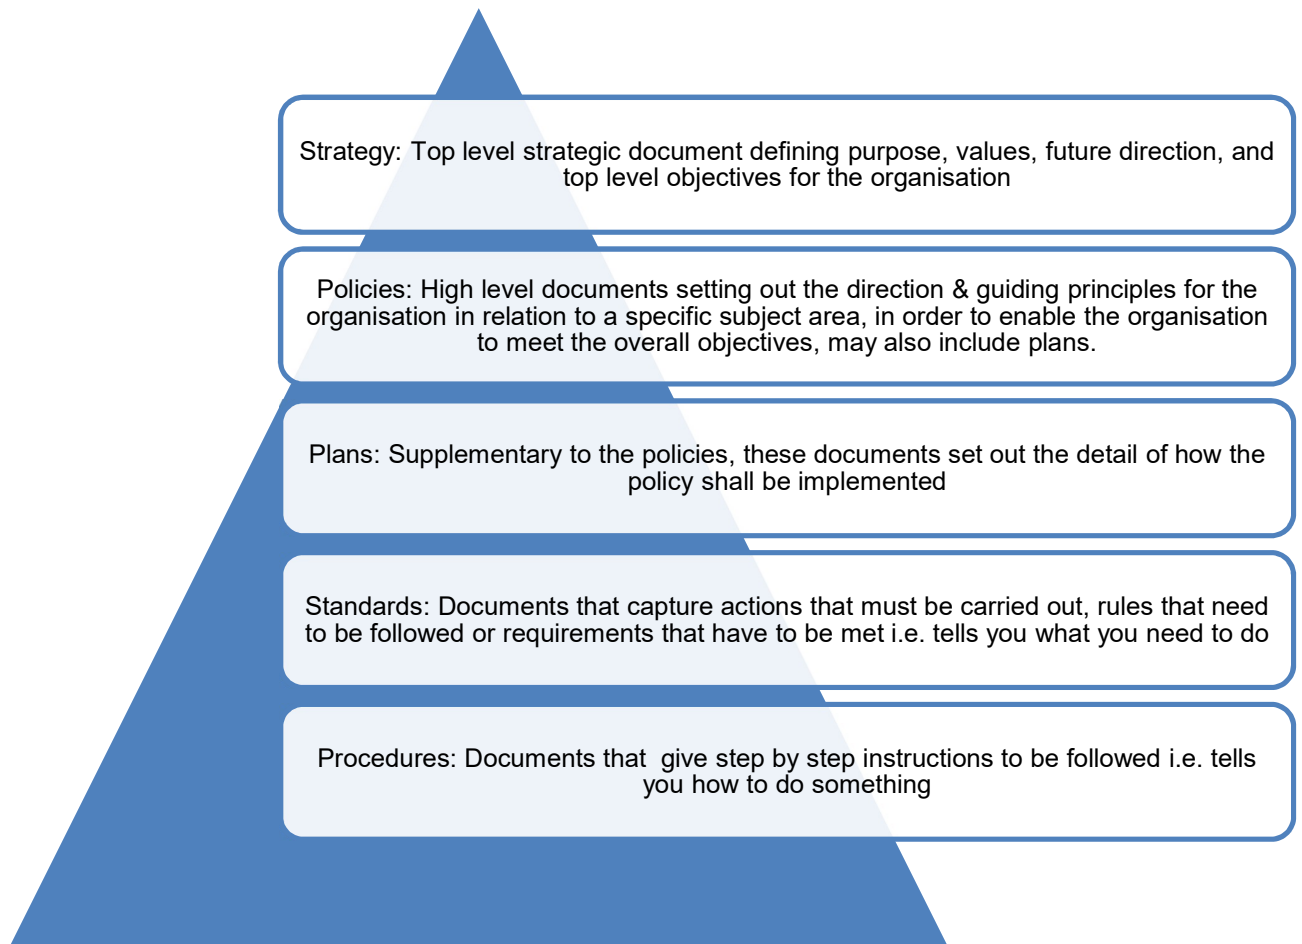 Strategy: Top level strategic document defining purpose, values, future direction, and
top level objectives for the organisation
Policies: High level documents setting out the direction & guiding principles for the
organisation in relation to a specific subject area, in order to enable the organisation
to meet the overall objectives, may also include plans.
Plans: Supplementary to the policies, these documents set out the detail of how the
policy shall be implemented
Standards: Documents that capture actions that must be carried out, rules that need
to be followed or requirements that have to be met i.e. tells you what you need to do
Procedures: Documents that  give step by step instructions to be followed i.e. tells
you how to do something